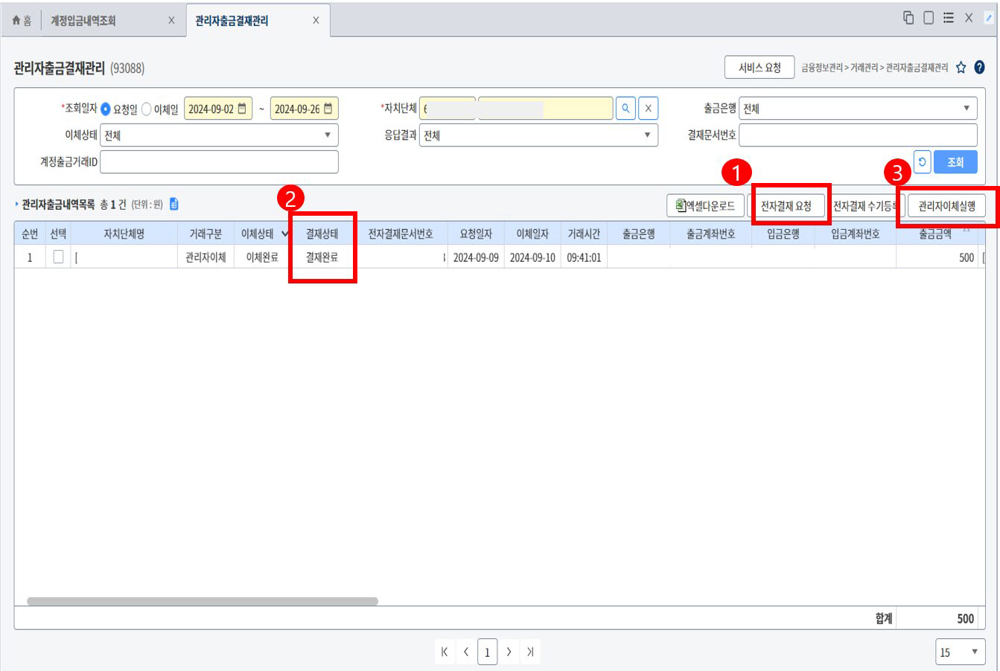 홈 계정입금내역조회 X 관리자출금결재관리 X
관리자출금결재관리 (93088) 서비스 요청 금융정보관리 > 거래관리 > 관리자출금결재관리
*조회일자 요청일 이체일 2024-09-02 ~ 2024-09-26 *자치단체 6 X 출금은행 전체
이체상태 전체 응답결과 전체 결재문서번호
계정출금거래ID 조회
1 3
관리자출금내역목록 총 1 건 (단위 : 원) 2 엑셀다운로드 전자결재 요청 전자결재 수기등록 관리자이체실행
순번 선택 자치단체명 거래구분 이체상태 결재상태 전자결재문서번호 요청일자 이체일자 거래시간 출금은행 출금계좌번호 입금은행 입금계좌번호 출금금액
1 [ 관리자이체 이체완료 결재완료 2024-09-09 2024-09-10 09:41:01 500 [
합계 500
1 15